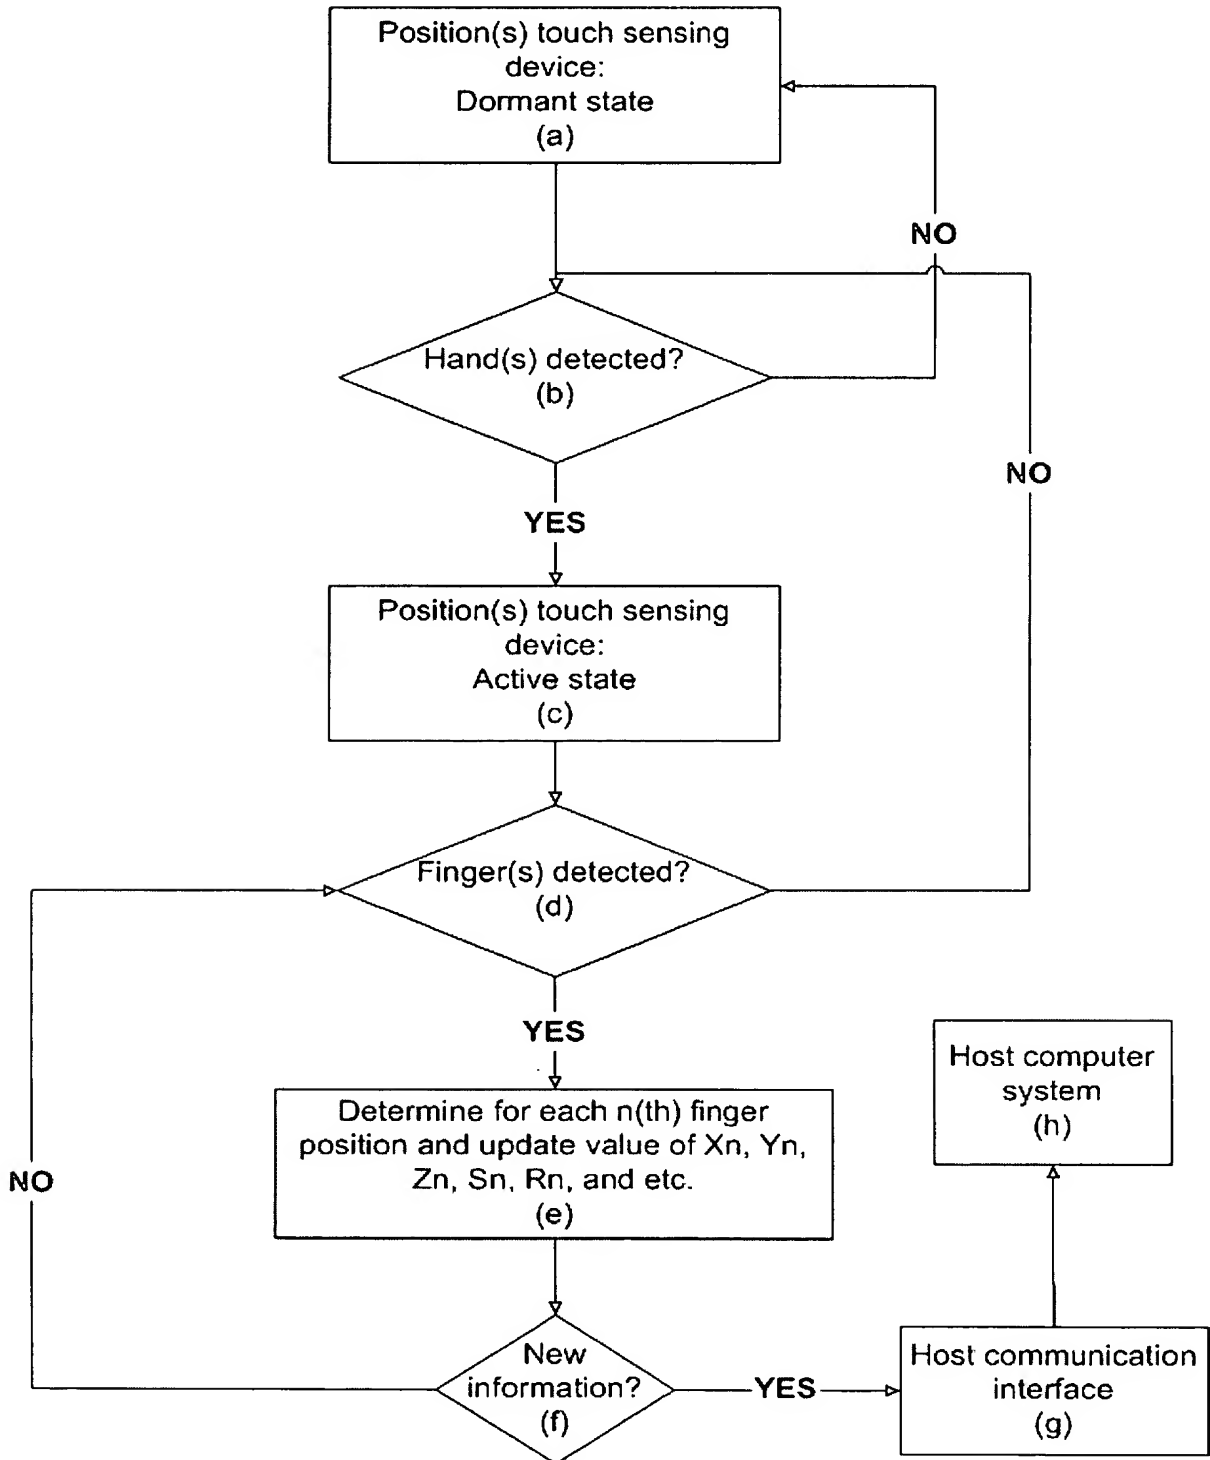 Position(s) touch sensing
device:
Dormant state
(a)
NO
Hand(s) detected?
(b)
NO
YES
Position(s) touch sensing
device:
Active state
(c)
Finger(s) detected?
(d)
YES
Host computer
system
(h)
Determine for each n(th) finger
position and update value of Xn, Yn,
Zn, Sn, Rn, and etc.
(e)
NO
New
information?
(f)
YES
Host communication
interface
(g)